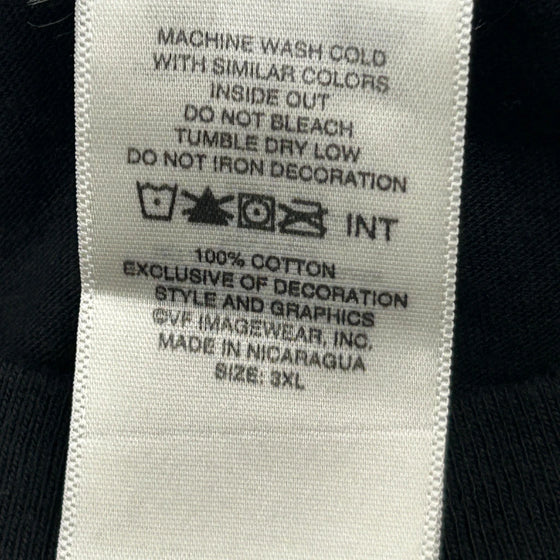 MACHINE WASH COLD
WITH SIMILAR COLORS
INSIDE OUT
DO NOT BLEACH
TUMBLE DRY LOW
DO NOT IRON DECORATION
INT
100% COTTON
EXCLUSIVE OF DECORATION
STYLE AND GRAPHICS
©VF IMAGEWEAR, INC.
MADE IN NICARAGUA
SIZE: 3XL